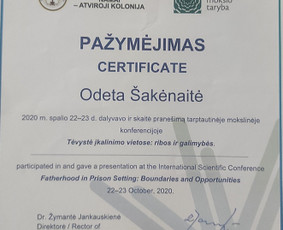 – ATVIROJI KOLONIJA
mokslo
taryba
PAŽYMĖJIMAS
CERTIFICATE
Odeta Šakėnaitė
2020 m. spalio 22–23 d. dalyvavo ir skaitė pranešimą tarptautinėje mokslinėje
konferencijoje
Tėvystė įkalinimo vietose: ribos ir galimybės.
participated in and gave a presentation at the International Scientific Conference
Fatherhood in Prison Setting: Boundaries and Opportunities
22–23 October, 2020.
Dr. Žymantė Jankauskienė
Direktorė / Rector of